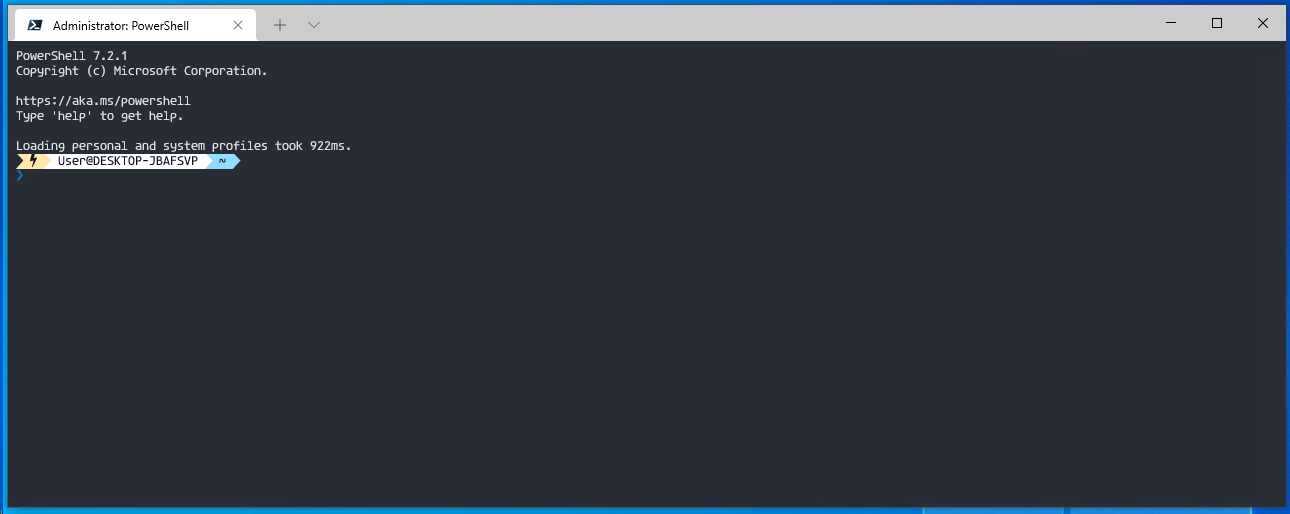 Administrator: PowerShell
PowerShell 7.2.1
Copyright (c) Microsoft Corporation.
https://aka.ms/powershell
Type 'help' to get help.
Loading personal and system profiles took 922ms.
User@DESKTOP-JBAFSVP ~
❯